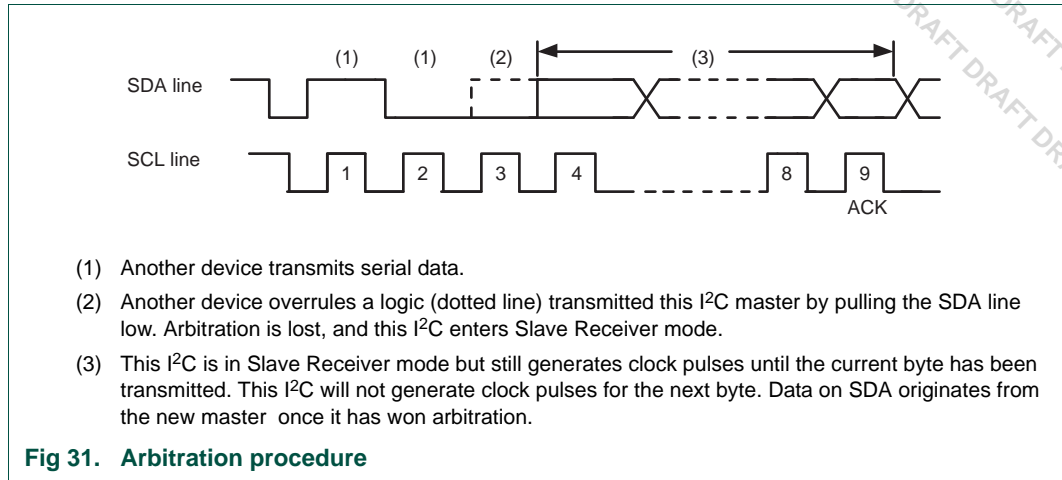 DRAFT DRAFT DR
DRAFT
(1) (1) (2) (3)
SDA line
SCL line
1 2 3 4 8 9
ACK
(1) Another device transmits serial data.
(2) Another device overrules a logic (dotted line) transmitted this I2C master by pulling the SDA line
low. Arbitration is lost, and this I2C enters Slave Receiver mode.
(3) This I2C is in Slave Receiver mode but still generates clock pulses until the current byte has been
transmitted. This I2C will not generate clock pulses for the next byte. Data on SDA originates from
the new master once it has won arbitration.
Fig 31. Arbitration procedure